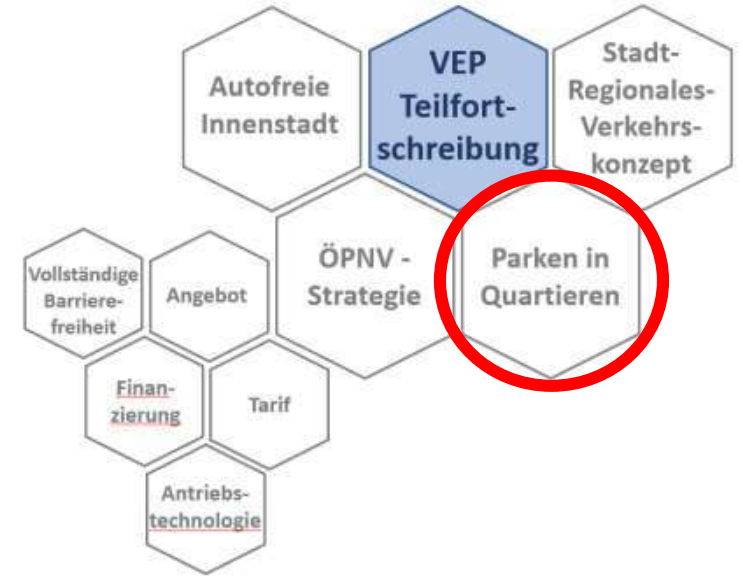 Autofreie
Innenstadt
VEP
Teilfort-
schreibung
Stadt-
Regionales-
Verkehrs-
konzept
ÖPNV -
Strategie
Parken in
Quartieren
Vollständige
Barriere-
freiheit
Angebot
Finan-
zierung
Tarif
Antriebs-
technologie